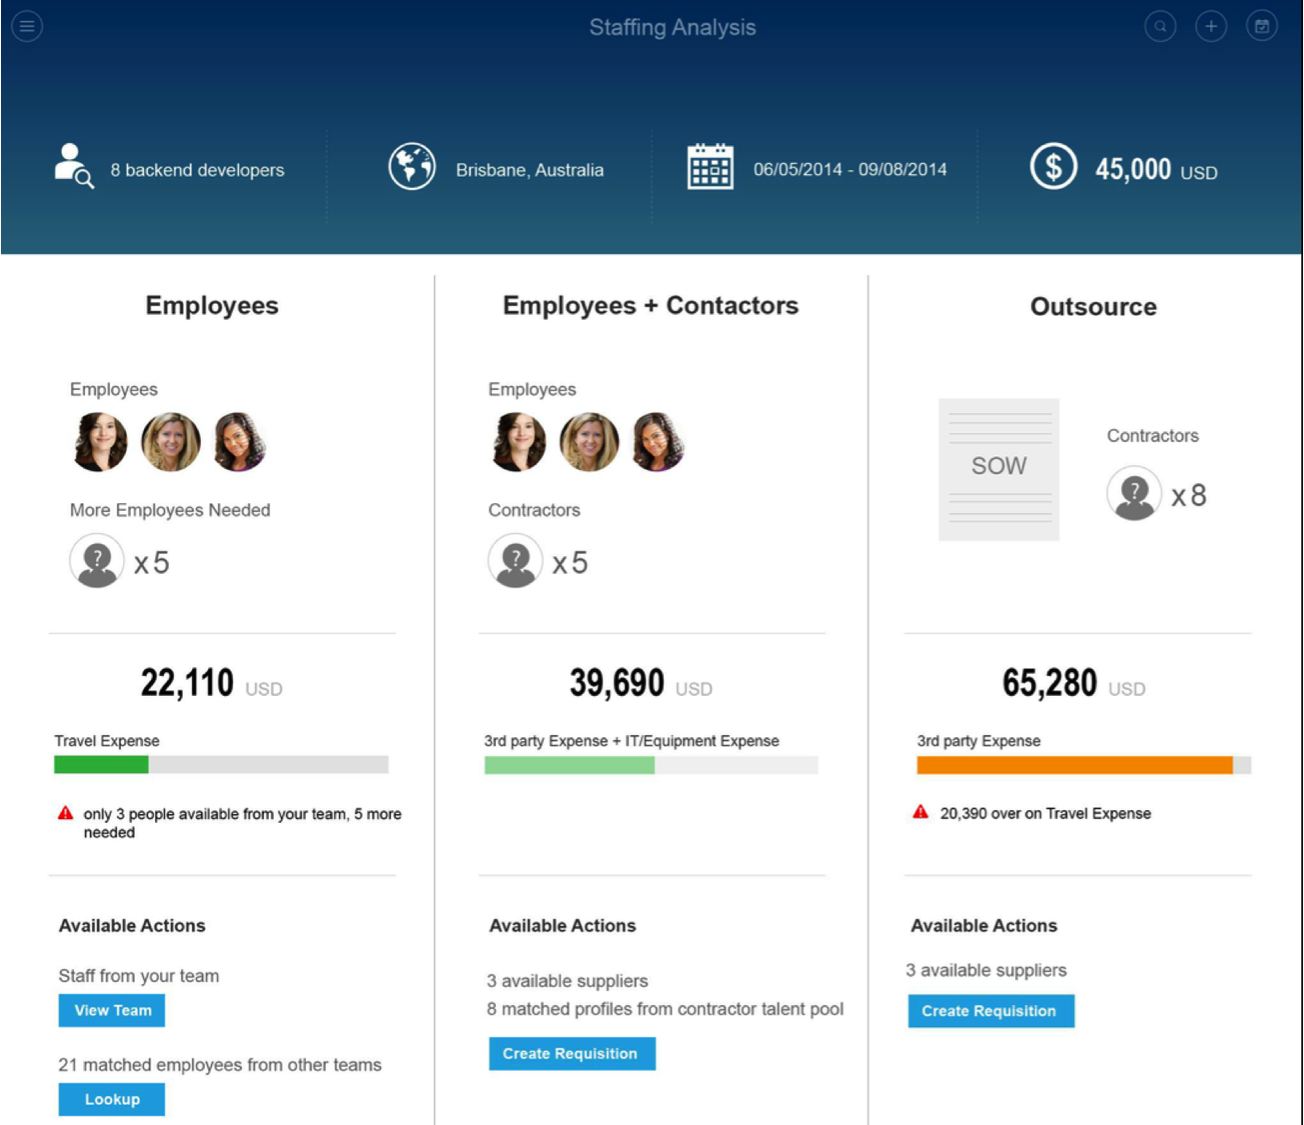 Staffing Analysis
8 backend developers
Brisbane, Australia
06/05/2014 - 09/08/2014
$
45,000 USD
Employees
Employees
More Employees Needed
?
x 5
22,110 USD
Travel Expense
only 3 people available from your team, 5 more
needed
Available Actions
Staff from your team
View Team
21 matched employees from other teams
Lookup
Employees + Contactors
Employees
Contractors
?
x 5
39,690 USD
3rd party Expense + IT/Equipment Expense
Available Actions
3 available suppliers
8 matched profiles from contractor talent pool
Create Requisition
Outsource
SOW
Contractors
?
x 8
65,280 USD
3rd party Expense
20,390 over on Travel Expense
Available Actions
3 available suppliers
Create Requisition